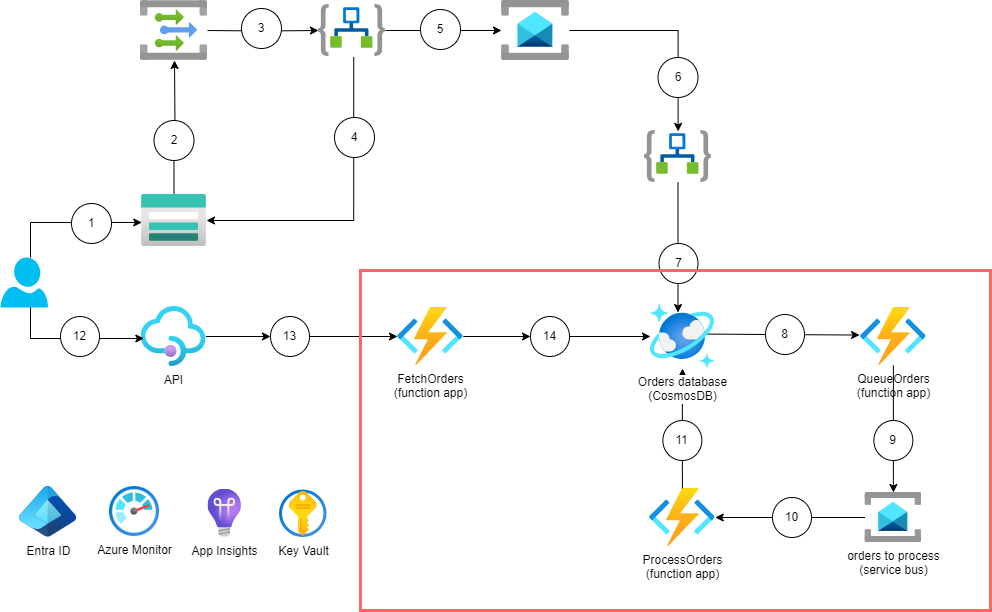 3
5
6
2
4
1
7
12
13
14
8
API
FetchOrders
(function app)
Orders database
(CosmosDB)
QueueOrders
(function app)
11
9
10
Entra ID
Azure Monitor
App Insights
Key Vault
ProcessOrders
(function app)
orders to process
(service bus)